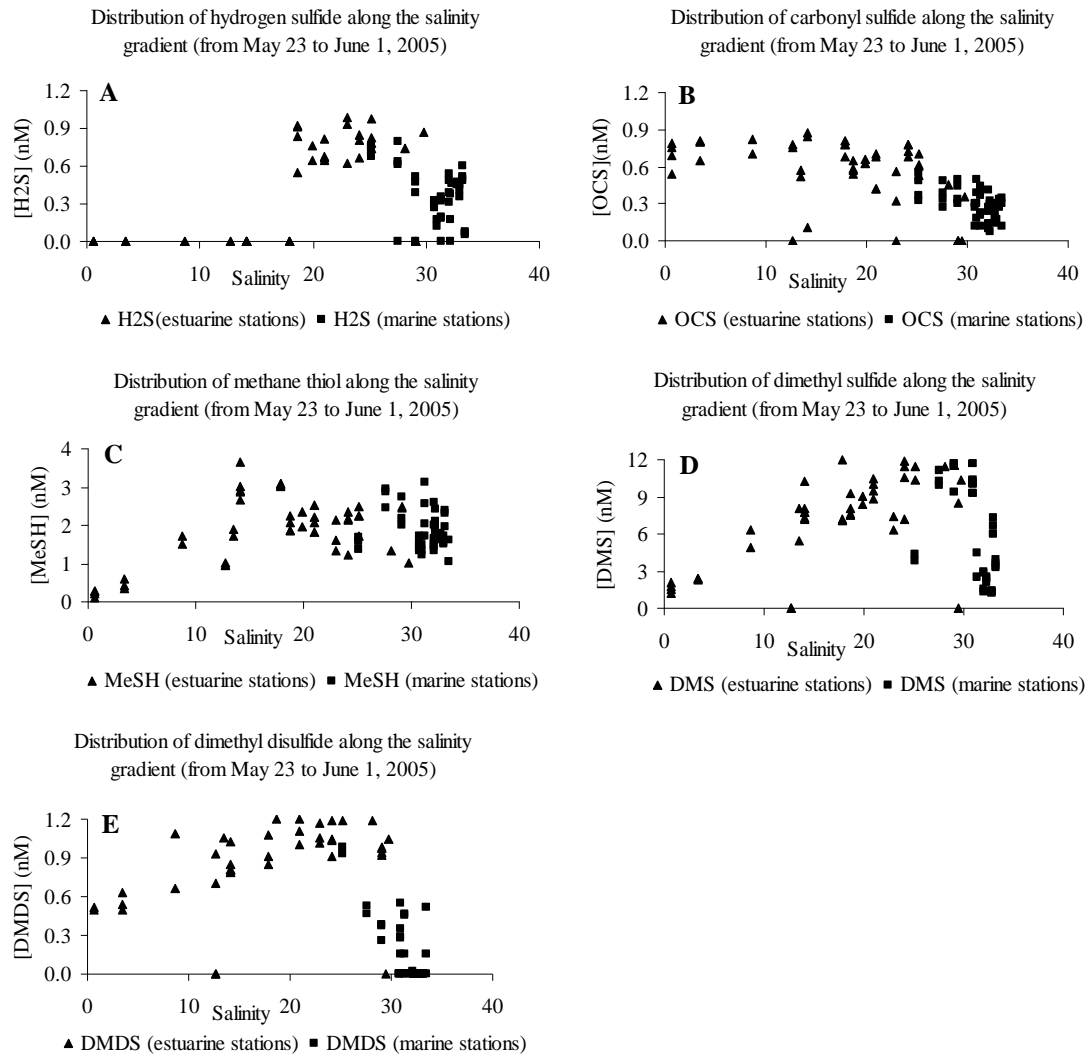 Distribution of hydrogen sulfide along the salinity
gradient (from May 23 to June 1, 2005)
A
[H2S] (nM)
1.2
0.9
0.6
0.3
0.0
0 10 20 30 40
Salinity
H2S(estuarine stations) H2S (marine stations)
Distribution of carbonyl sulfide along the salinity
gradient (from May 23 to June 1, 2005)
B
[OCS](nM)
1.2
0.9
0.6
0.3
0.0
0 10 20 30 40
Salinity
OCS (estuarine stations) OCS (marine stations)
Distribution of methane thiol along the salinity
gradient (from May 23 to June 1, 2005)
C
[MeSH] (nM)
4
3
2
1
0
0 10 20 30 40
Salinity
MeSH (estuarine stations) MeSH (marine stations)
Distribution of dimethyl sulfide along the salinity
gradient (from May 23 to June 1, 2005)
D
[DMS] (nM)
12
9
6
3
0
0 10 20 30 40
Salinity
DMS (estuarine stations) DMS (marine stations)
Distribution of dimethyl disulfide along the salinity
gradient (from May 23 to June 1, 2005)
E
[DMDS] (nM)
1.2
0.9
0.6
0.3
0.0
0 10 20 30 40
Salinity
DMDS (estuarine stations) DMDS (marine stations)